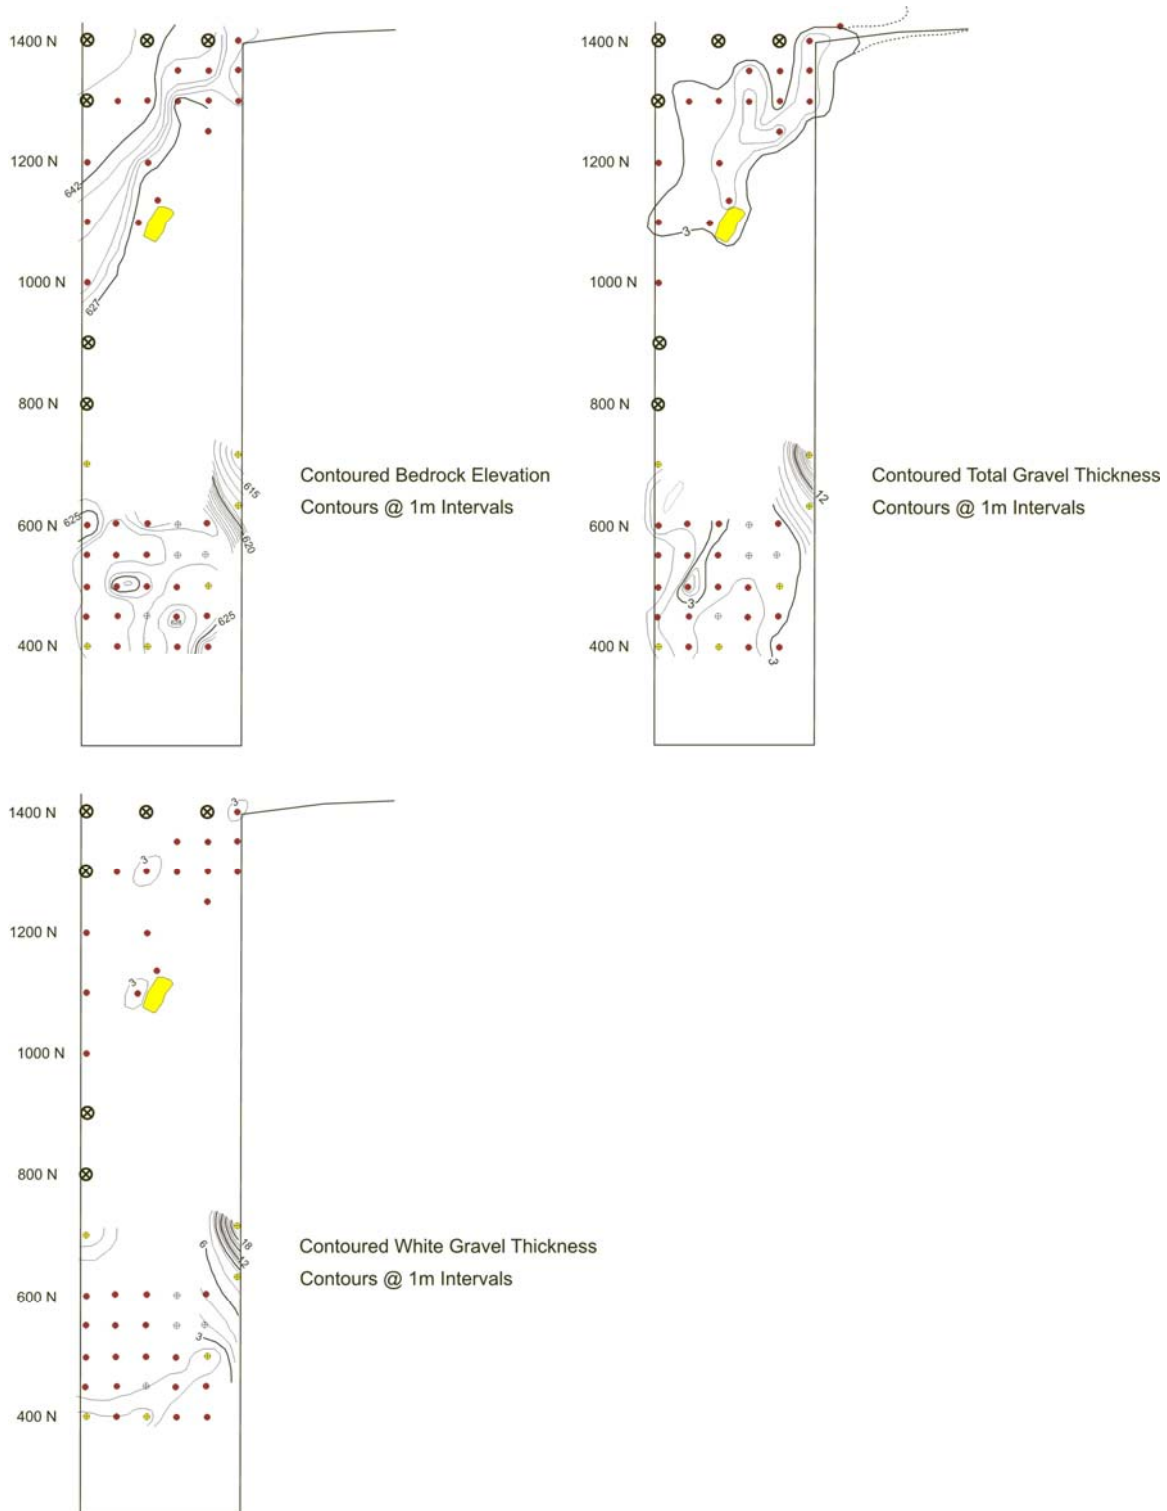 1400 N
1200 N
1000 N
800 N
600 N
400 N
642
627
625
615
620
628
625
Contoured Bedrock Elevation
Contours @ 1m Intervals
1400 N
1200 N
1000 N
800 N
600 N
400 N
3
12
3
3
Contoured Total Gravel Thickness
Contours @ 1m Intervals
1400 N
1200 N
1000 N
800 N
600 N
400 N
3
3
3
6
18
12
3
Contoured White Gravel Thickness
Contours @ 1m Intervals